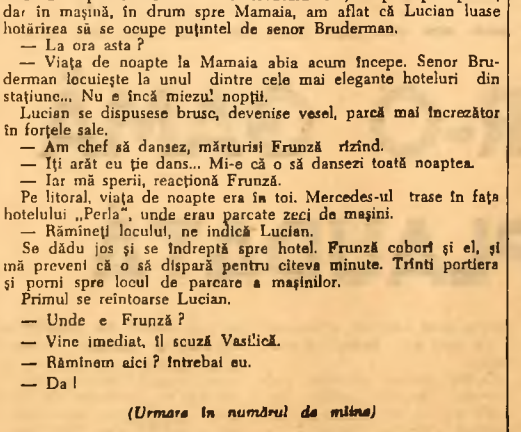 dar în mașină, în drum spre Mamaia, am aflat că Lucian luase
hotărîrea să se ocupe puțintel de senor Bruderman.
— La ora asta ?
— Viața de noapte la Mamaia abia acum începe. Senor Bru-
derman locuiește la unul dintre cele mai elegante hoteluri din
stațiune... Nu e încă miezul nopții.
Lucian se dispusese brusc, devenise vesel, parcă mai încrezător
în forțele sale.
— Am chef să dansez, mărturisi Frunză rîzînd.
— Iți arăt eu ție dans... Mi-e că o să dansezi toată noaptea.
— Iar mă sperii, reacționă Frunză.
Pe litoral, viața de noapte era în toi. Mercedes-ul trase în fața
hotelului „Perla", unde erau parcate zeci de mașini.
— Rămîneți locului, ne indică Lucian.
Se dădu jos și se îndreptă spre hotel. Frunză coborî și el, și
mă preveni că o să dispară pentru cîteva minute. Trînti portiera
și porni spre locul de parcare a mașinilor.
Primul se reîntoarse Lucian.
— Unde e Frunză ?
— Vine imediat, îl scuză Vasilică.
— Rămînem aici ? întrebai eu.
— Da !
(Urmare în numărul de mîine)